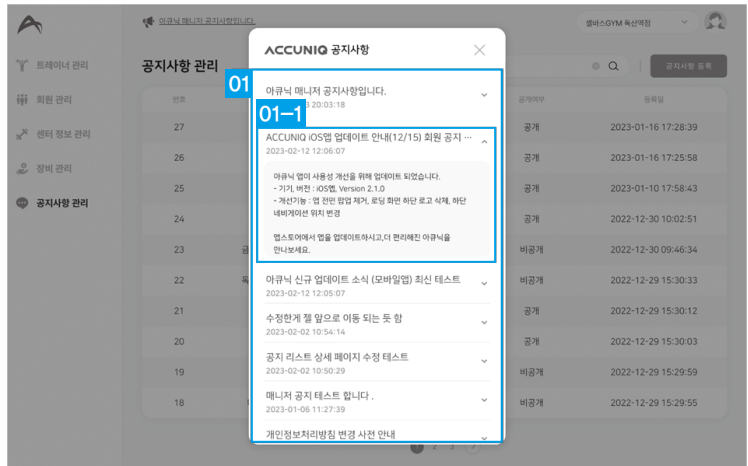 아큐닉 매니저 공지사항입니다.
셀바스GYM 독산역점
트레이너 관리
회원 관리
센터 정보 관리
장비 관리
공지사항 관리
공지사항 관리
공지사항 등록
번호
공개여부
등록일
27
공개
2023-01-16 17:28:39
26
공개
2023-01-16 17:25:58
25
공개
2023-01-10 17:58:43
24
공개
2022-12-30 10:02:51
23
비공개
2022-12-30 09:46:34
22
비공개
2022-12-29 15:30:33
21
공개
2022-12-29 15:30:12
20
공개
2022-12-29 15:30:03
19
비공개
2022-12-29 15:29:59
18
비공개
2022-12-29 15:29:55
ACCUNIQ 공지사항
01
아큐닉 매니저 공지사항입니다.
20:03:18
01-1
ACCUNIQ iOS앱 업데이트 안내(12/15) 회원 공지 ···
2023-02-12 12:06:07
아큐닉 앱이 사용성 개선을 위해 업데이트 되었습니다.
- 기기, 버전 : iOS앱, Version 2.1.0
- 개선기능 : 앱 전면 팝업 제거, 로딩 화면 하단 로고 삭제, 하단
네비게이션 위치 변경
앱스토어에서 앱을 업데이트하시고,더 편리해진 아큐닉을
만나보세요.
아큐닉 신규 업데이트 소식 (모바일앱) 최신 테스트
2023-02-12 12:05:07
수정한게 젤 앞으로 이동 되는 듯 함
2023-02-02 10:54:14
공지 리스트 상세 페이지 수정 테스트
2023-02-02 10:50:29
매니저 공지 테스트 합니다 .
2023-01-06 11:27:39
개인정보처리방침 변경 사전 안내
1 2 3